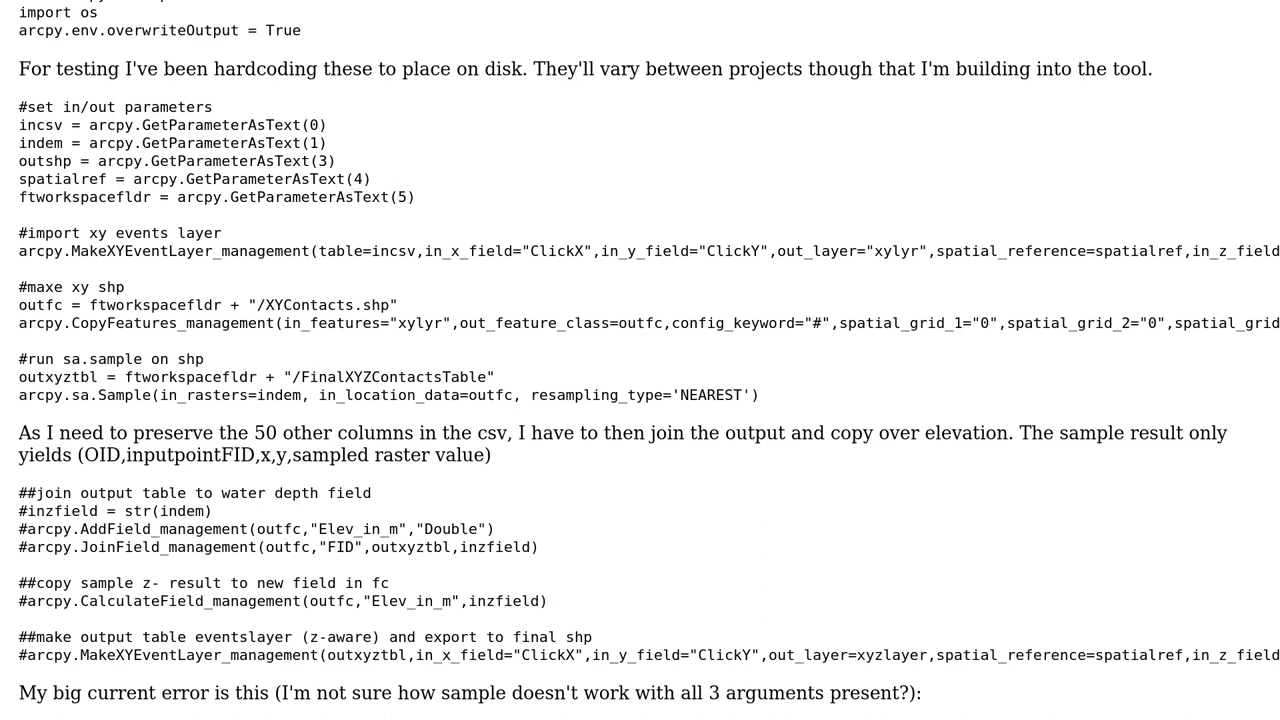 import os
arcpy.env.overwriteOutput = True
For testing I've been hardcoding these to place on disk. They'll vary between projects though that I'm building into the tool.
#set in/out parameters
incsv = arcpy.GetParameterAsText(0)
indem = arcpy.GetParameterAsText(1)
outshp = arcpy.GetParameterAsText(3)
spatialref = arcpy.GetParameterAsText(4)
ftworkspacefldr = arcpy.GetParameterAsText(5)
#import xy events layer
arcpy.MakeXYEventLayer_management(table=incsv,in_x_field="ClickX",in_y_field="ClickY",out_layer="xylyr",spatial_reference=spatialref,in_z_field
#maxe xy shp
outfc = ftworkspacefldr + "/XYContacts.shp"
arcpy.CopyFeatures_management(in_features="xylyr",out_feature_class=outfc,config_keyword="#",spatial_grid_1="0",spatial_grid_2="0",spatial_grid
#run sa.sample on shp
outxyztbl = ftworkspacefldr + "/FinalXYZContactsTable"
arcpy.sa.Sample(in_rasters=indem, in_location_data=outfc, resampling_type='NEAREST')
As I need to preserve the 50 other columns in the csv, I have to then join the output and copy over elevation. The sample result only
yields (OID,inputpointFID,x,y,sampled raster value)
##join output table to water depth field
#inzfield = str(indem)
#arcpy.AddField_management(outfc,"Elev_in_m","Double")
#arcpy.JoinField_management(outfc,"FID",outxyztbl,inzfield)
##copy sample z- result to new field in fc
#arcpy.CalculateField_management(outfc,"Elev_in_m",inzfield)
##make output table eventslayer (z-aware) and export to final shp
#arcpy.MakeXYEventLayer_management(outxyztbl,in_x_field="ClickX",in_y_field="ClickY",out_layer=xyzlayer,spatial_reference=spatialref,in_z_field
My big current error is this (I'm not sure how sample doesn't work with all 3 arguments present?):